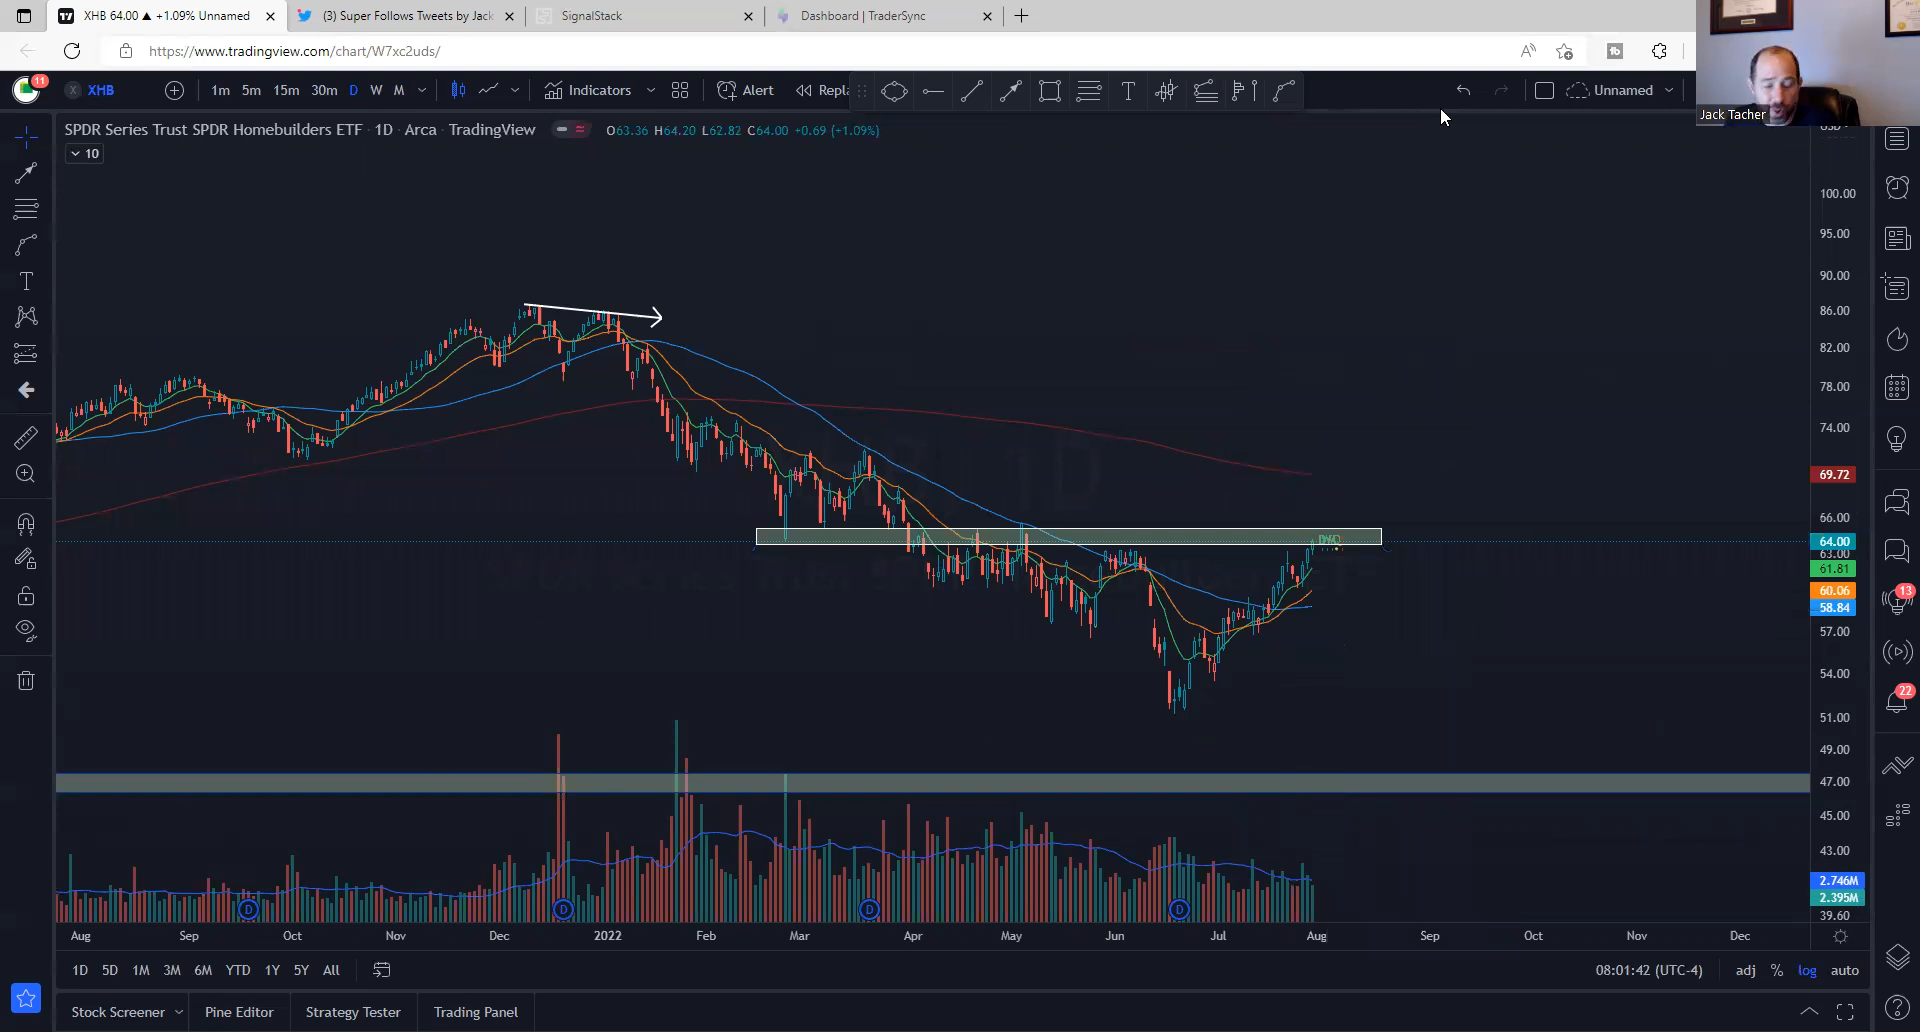 XHB 64.00 ▲ +1.09% Unnamed
(3) Super Follows Tweets by Jack
SignalStack
Dashboard | TraderSync
https://www.tradingview.com/chart/W7xc2uds/
11
XHB
1m 5m 15m 30m D W M
Indicators
Alert
Repla
Unnamed
Jack Tacher
SPDR Series Trust SPDR Homebuilders ETF · 1D · Arca · TradingView
O63.36 H64.20 L62.82 C64.00 +0.69 (+1.09%)
10
100.00
95.00
90.00
86.00
82.00
78.00
74.00
69.72
66.00
64.00
63.00
61.81
60.06
58.84
57.00
54.00
51.00
49.00
47.00
45.00
43.00
2.746M
2.395M
39.60
13
22
D D D D
Aug Sep Oct Nov Dec 2022 Feb Mar Apr May Jun Jul Aug Sep Oct Nov Dec
1D 5D 1M 3M 6M YTD 1Y 5Y All
08:01:42 (UTC-4)
adj % log auto
Stock Screener
Pine Editor
Strategy Tester
Trading Panel